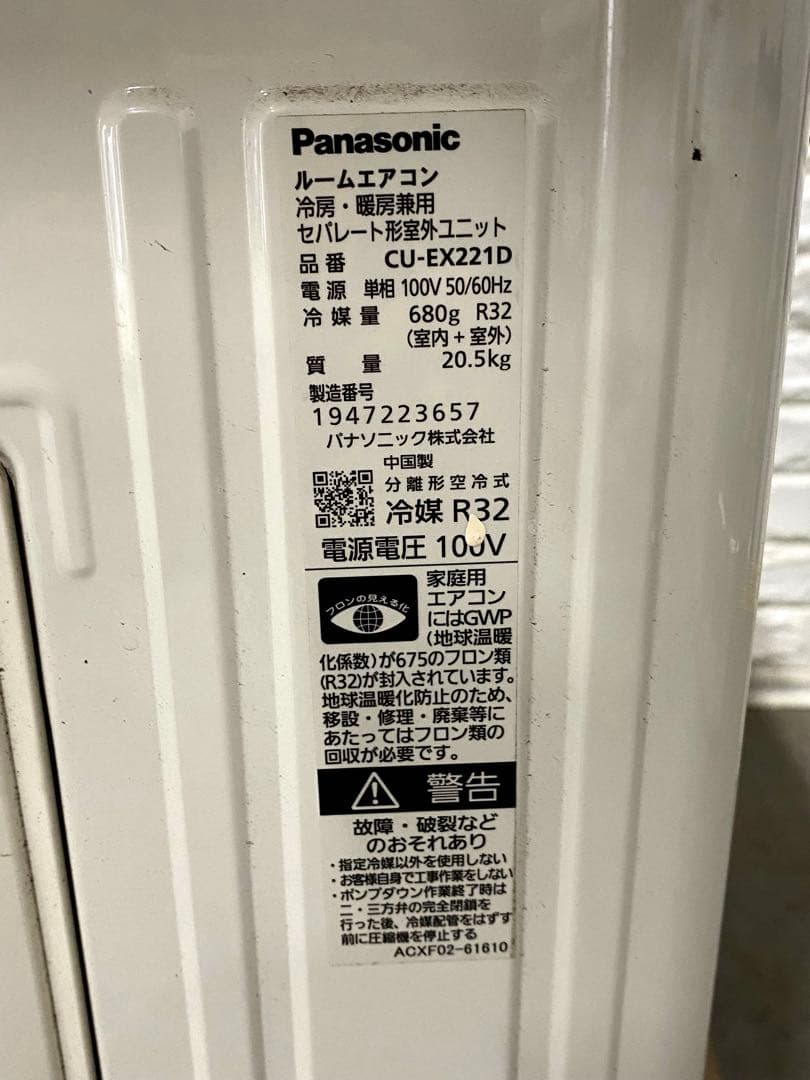 Panasonic
ルームエアコン
冷房・暖房兼用
セパレート形室外ユニット
品番 CU-EX221D
電源 単相 100V 50/60Hz
冷媒量 680g R32
(室内+室外)
質量 20.5kg
製造番号
1947223657
パナソニック株式会社
中国製
分離形空冷式
冷媒 R32
電源電圧 100V
フロンの見える化
家庭用
エアコン
にはGWP
(地球温暖
化係数)が675のフロン類
(R32)が封入されています。
地球温暖化防止のため、
移設・修理・廃棄等に
あたってはフロン類の
回収が必要です。
警告
故障・破裂など
のおそれあり
・指定冷媒以外を使用しない
・お客様自身で工事作業をしない
・ポンプダウン作業終了時は
二・三方弁の完全閉鎖を
行った後、冷媒配管をはずす
前に圧縮機を停止する
ACXF02-61610